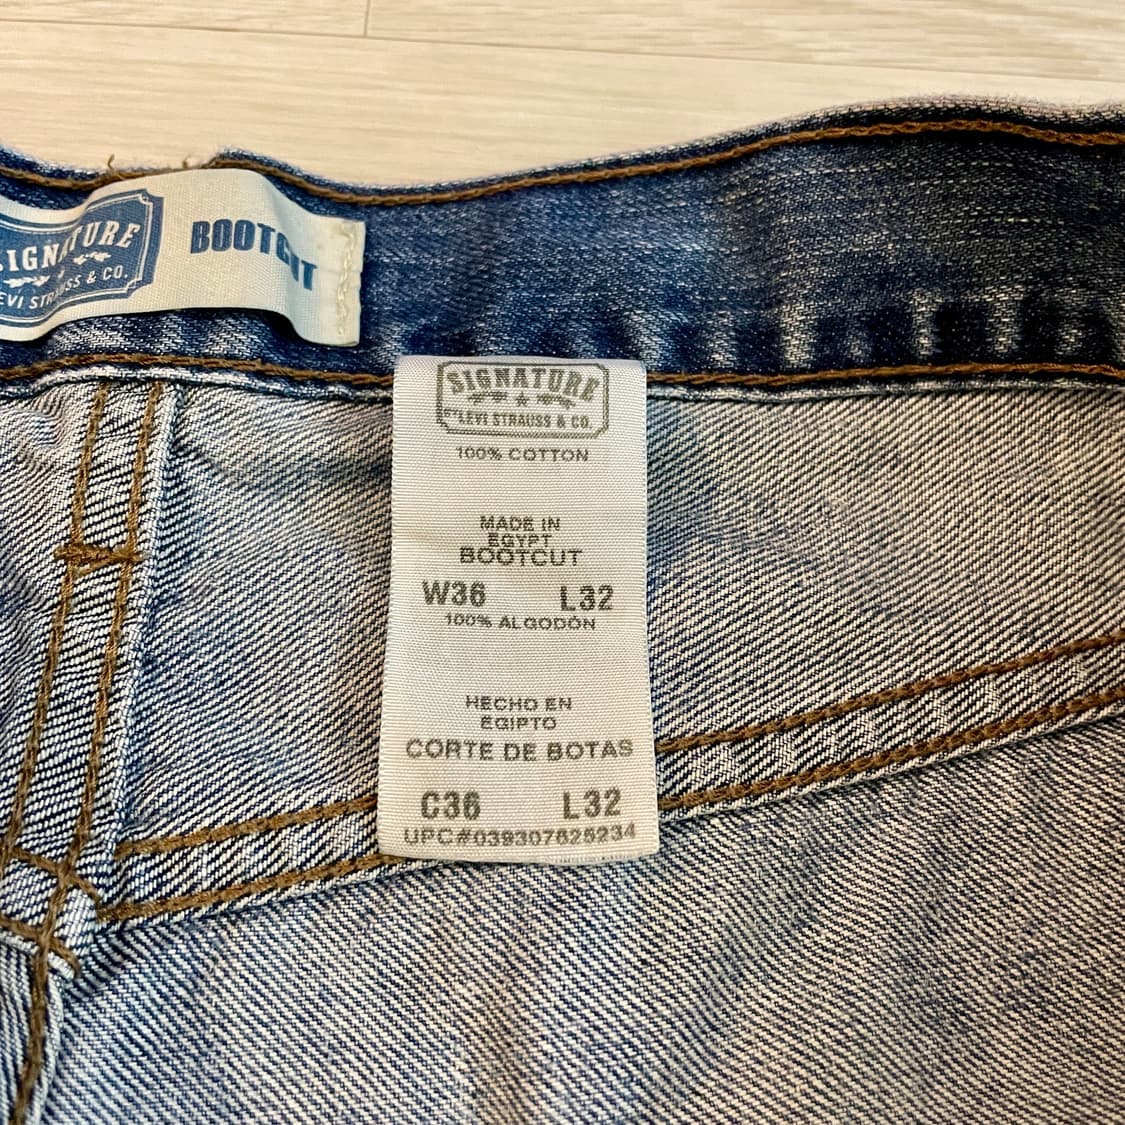 SIGNATURE
LEVI STRAUSS & CO.
BOOTCUT
SIGNATURE
LEVI STRAUSS & CO.
100% COTTON
MADE IN
EGYPT
BOOTCUT
W36 L32
100% ALGODÓN
HECHO EN
EGIPTO
CORTE DE BOTAS
C36 L32
UPC#039307625234